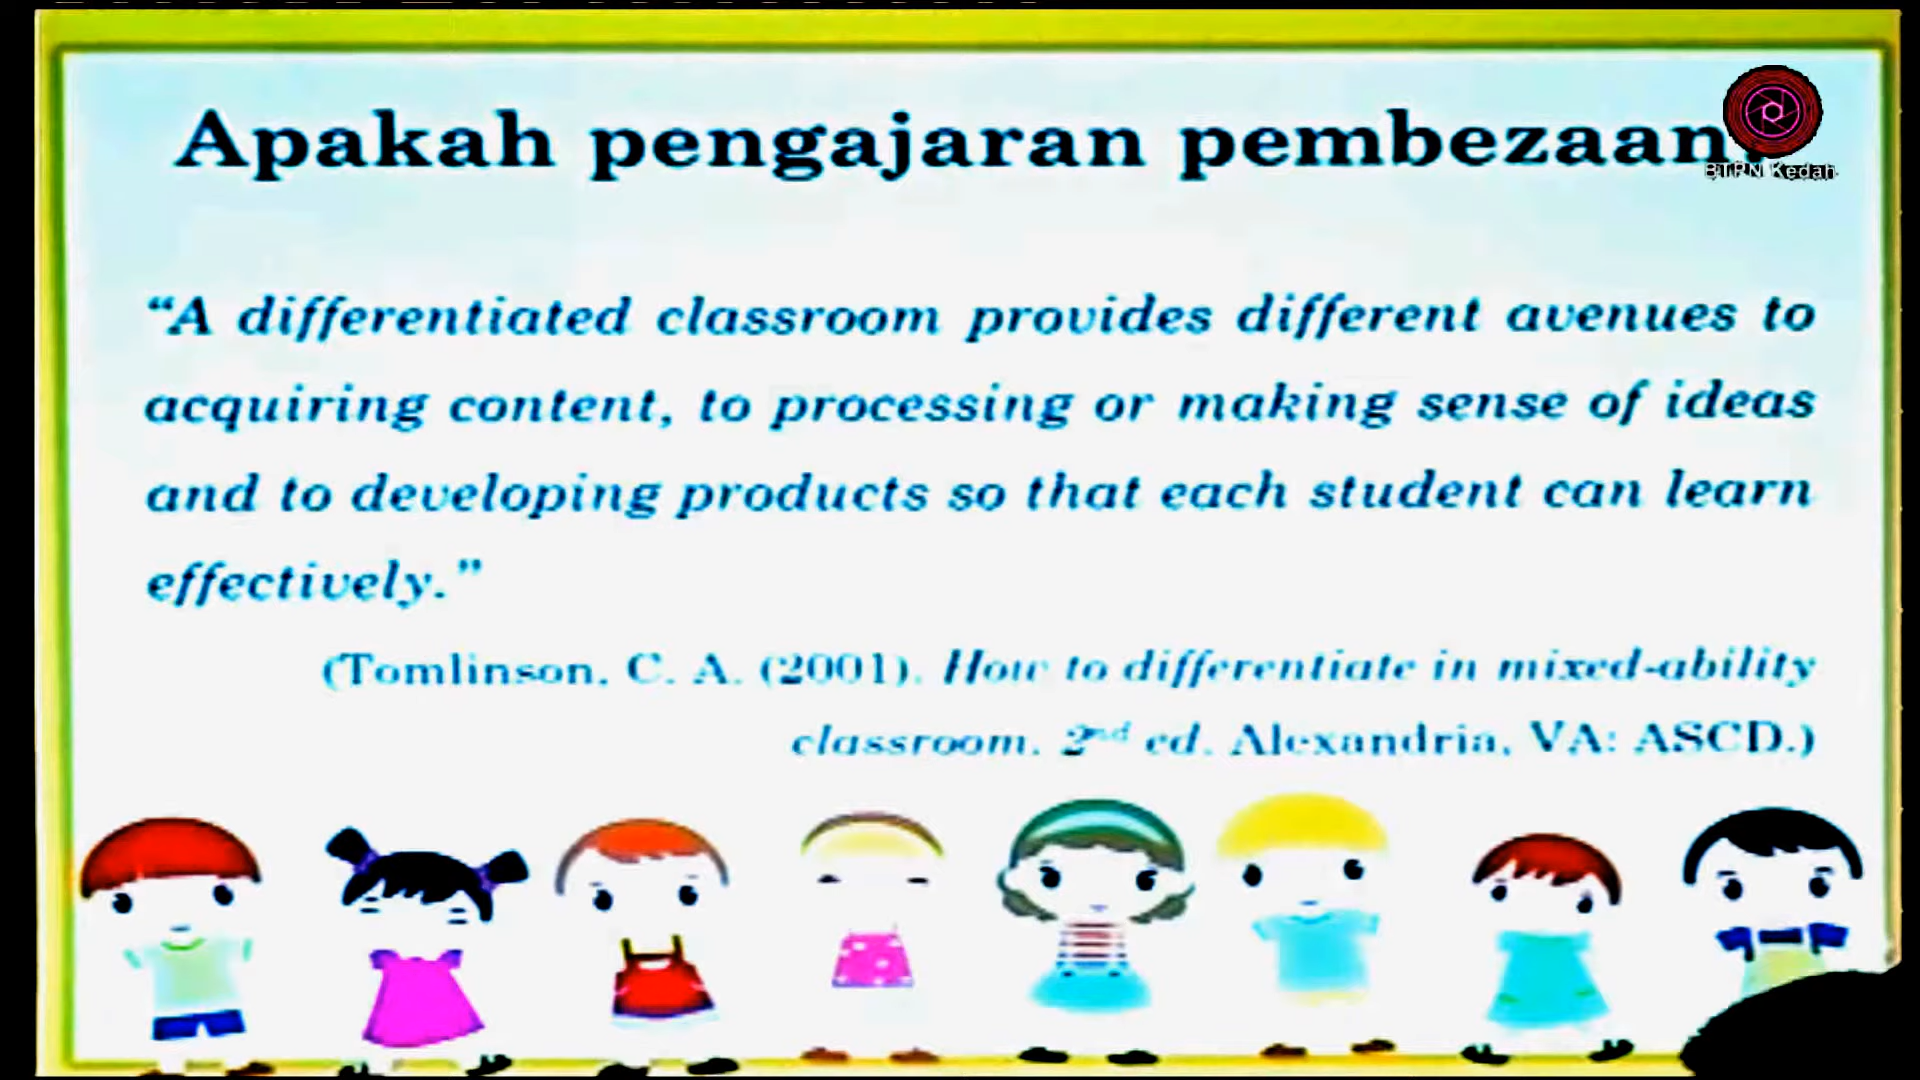 Apakah pengajaran pembezaan
BTPN Kedah
“A differentiated classroom provides different avenues to
acquiring content, to processing or making sense of ideas
and to developing products so that each student can learn
effectively.”
(Tomlinson, C. A. (2001). How to differentiate in mixed-ability
classroom. 2nd ed. Alexandria, VA: ASCD.)